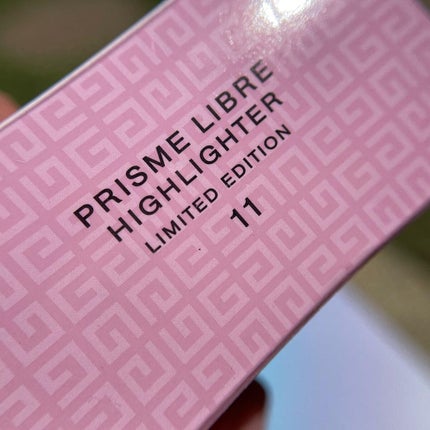 PRISME LIBRE
HIGHLIGHTER
LIMITED EDITION
11